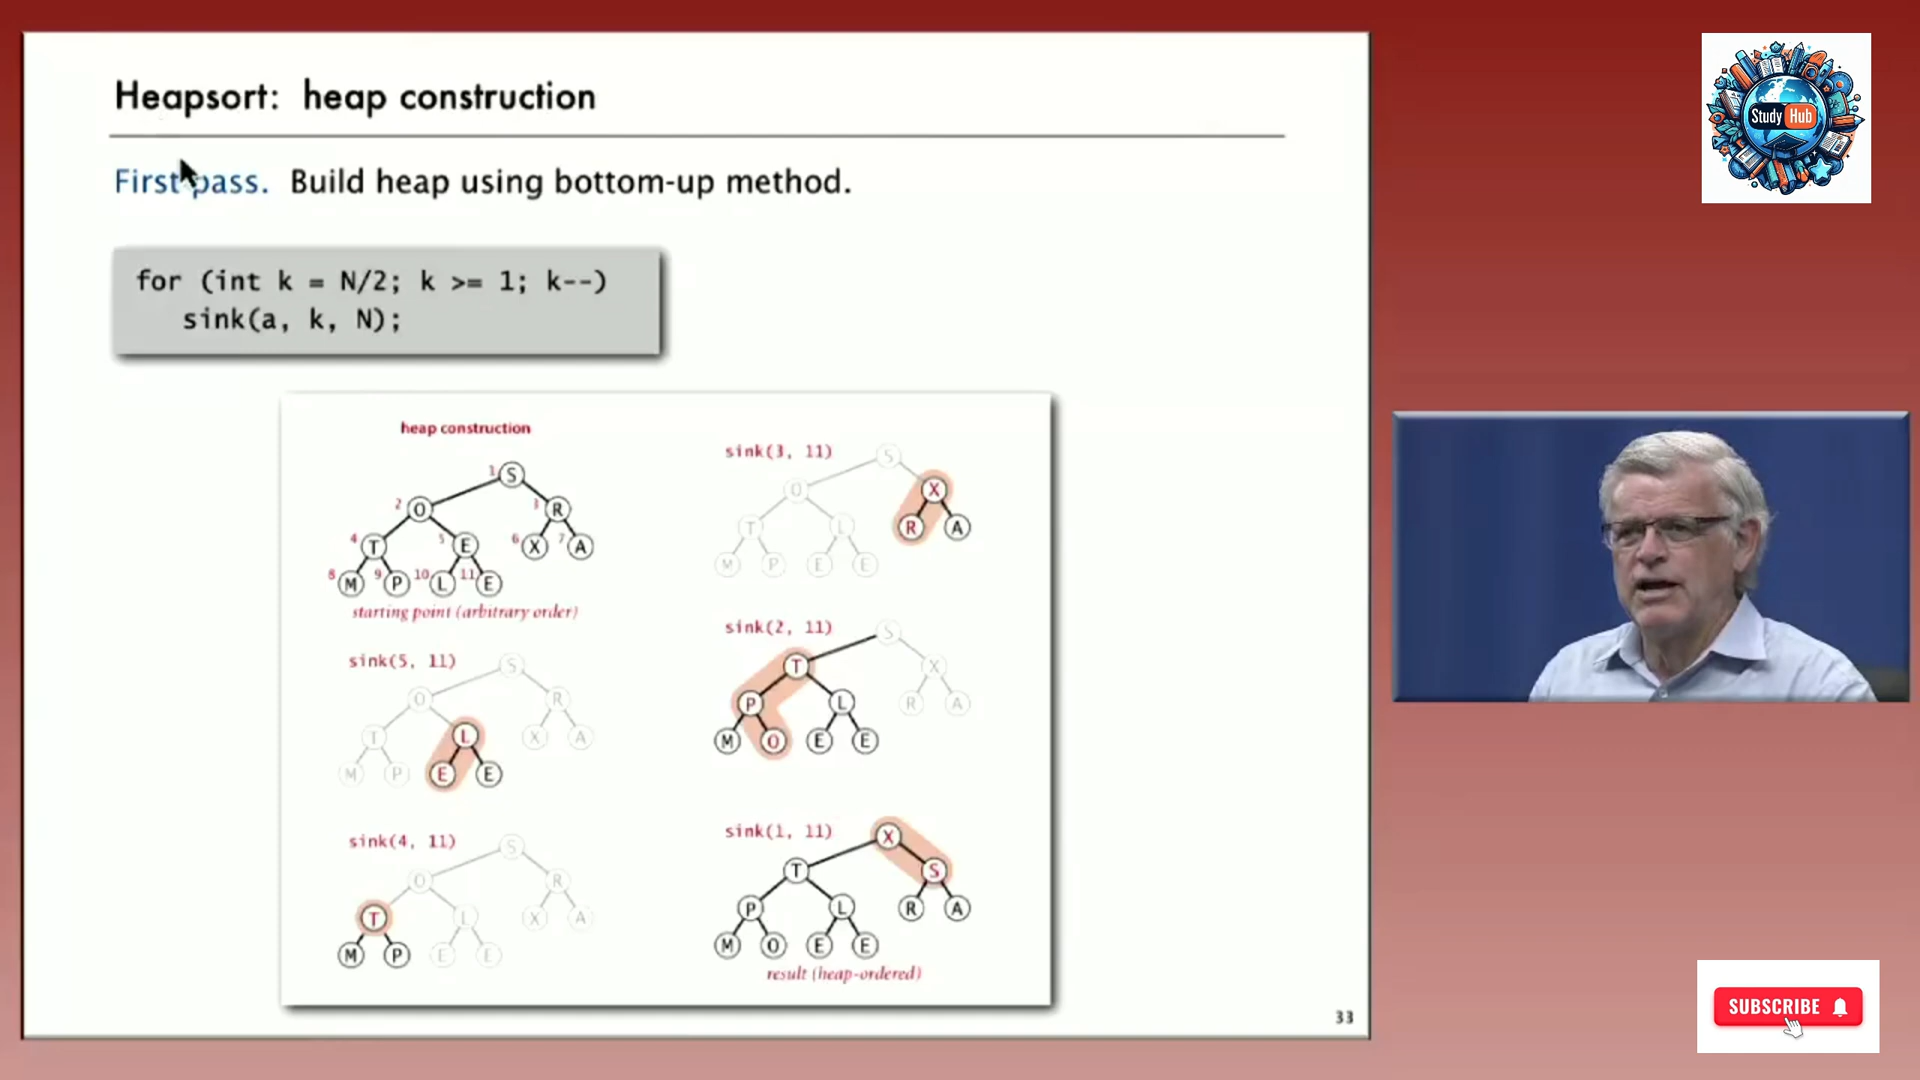 Heapsort: heap construction
First pass. Build heap using bottom-up method.
for (int k = N/2; k >= 1; k--)
sink(a, k, N);
heap construction
1 S
2 O 3 R
4 T 5 E 6 X 7 A
8 M 9 P 10 L 11 E
starting point (arbitrary order)
sink(5, 11)
S
O R
T L X A
M P E E
sink(4, 11)
S
O R
T L X A
M P E E
sink(3, 11)
S
O X
T L R A
M P E E
sink(2, 11)
S
T X
P L R A
M O E E
sink(1, 11)
X
T S
P L R A
M O E E
result (heap-ordered)
33
Study Hub
SUBSCRIBE